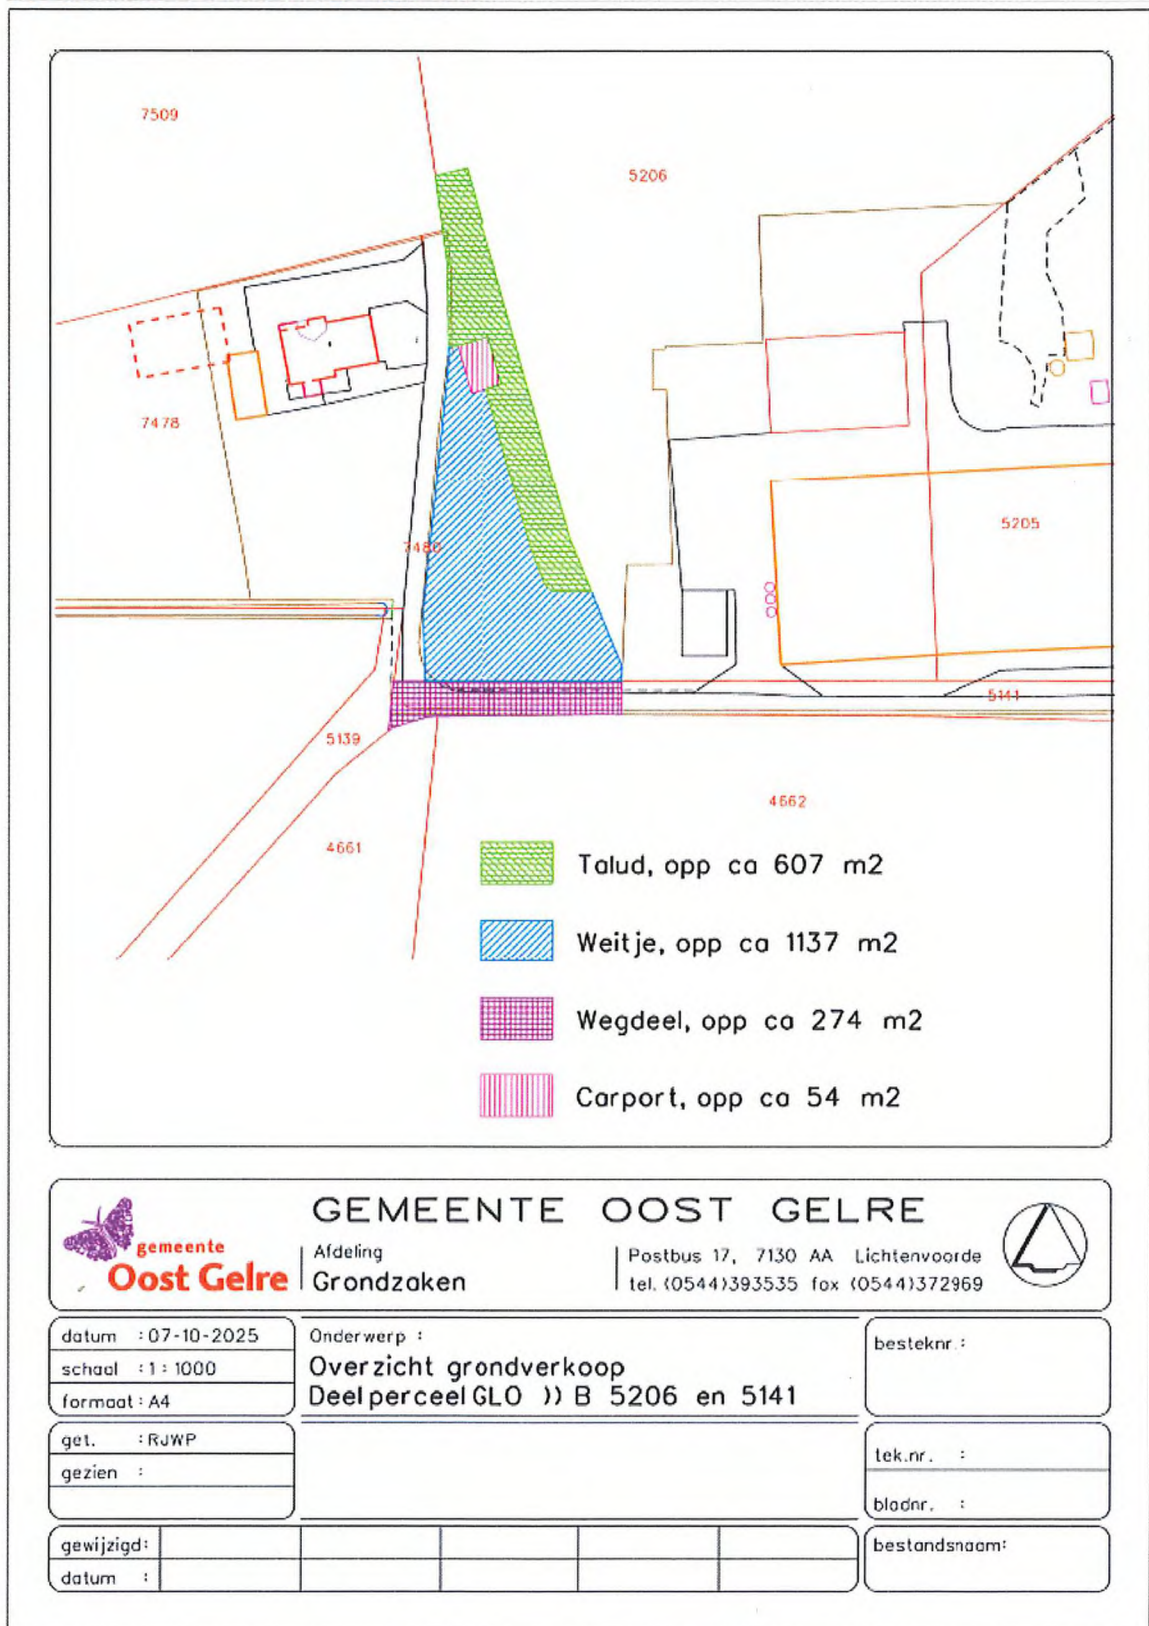 7509
5206
7478
7480
5205
5141
5139
4662
4661
Talud, opp ca 607 m2
Weitje, opp ca 1137 m2
Wegdeel, opp ca 274 m2
Carport, opp ca 54 m2
gemeente
Oost Gelre
GEMEENTE OOST GELRE
Afdeling
Grondzaken
Postbus 17, 7130 AA Lichtenvoorde
tel. (0544)393535 fax (0544)372969
datum : 07-10-2025
schaal : 1 : 1000
formaat : A4
Onderwerp :
Overzicht grondverkoop
Deelperceel GLO )) B 5206 en 5141
besteknr. :
get. : RJWP
gezien :
tek.nr. :
bladnr. :
gewijzigd:
datum :
bestandsnaam: